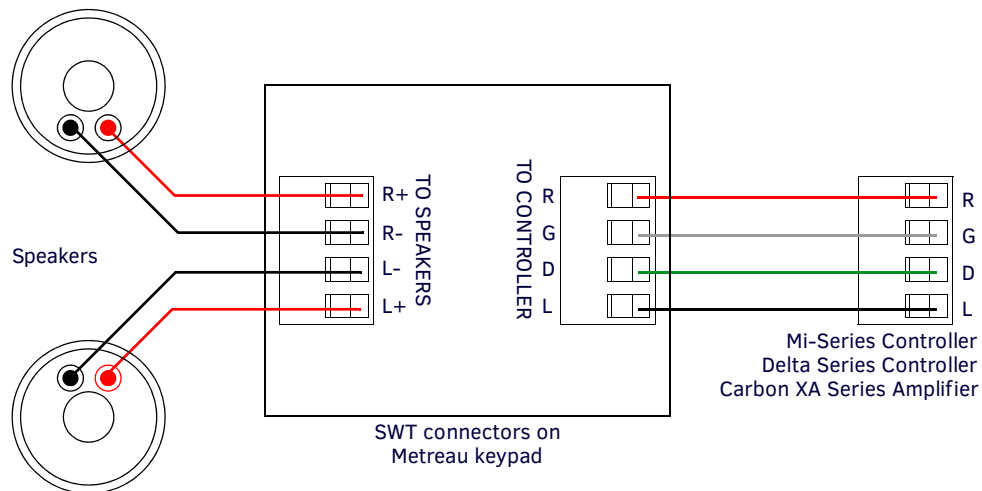 Speakers
R+
R-
L-
L+
TO SPEAKERS
TO CONTROLLER
R
G
D
L
R
G
D
L
Mi-Series Controller
Delta Series Controller
Carbon XA Series Amplifier
SWT connectors on
Metreau keypad